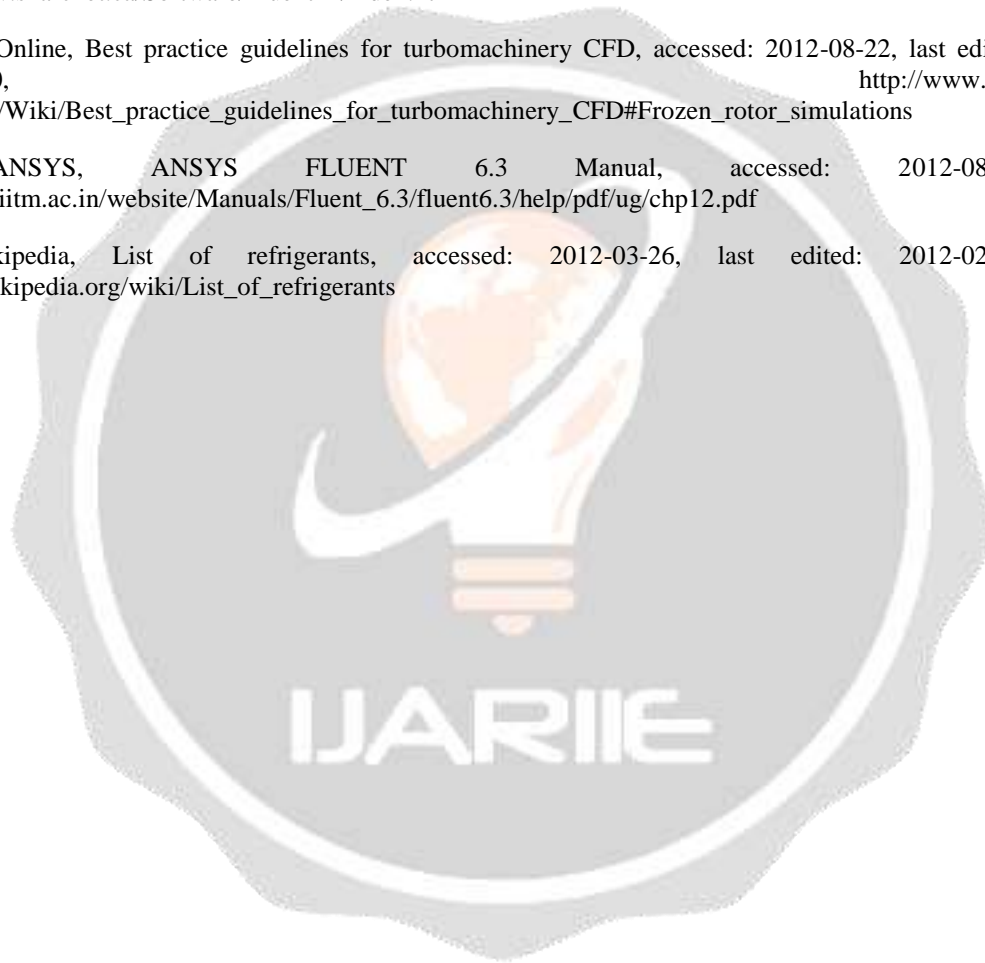 Online, Best practice guidelines for turbomachinery CFD, accessed: 2012-08-22, last edi
), http://www.
/Wiki/Best_practice_guidelines_for_turbomachinery_CFD#Frozen_rotor_simulations
ANSYS, ANSYS FLUENT 6.3 Manual, accessed: 2012-08
iitm.ac.in/website/Manuals/Fluent_6.3/fluent6.3/help/pdf/ug/chp12.pdf
kipedia, List of refrigerants, accessed: 2012-03-26, last edited: 2012-02
kipedia.org/wiki/List_of_refrigerants
IJARIIE